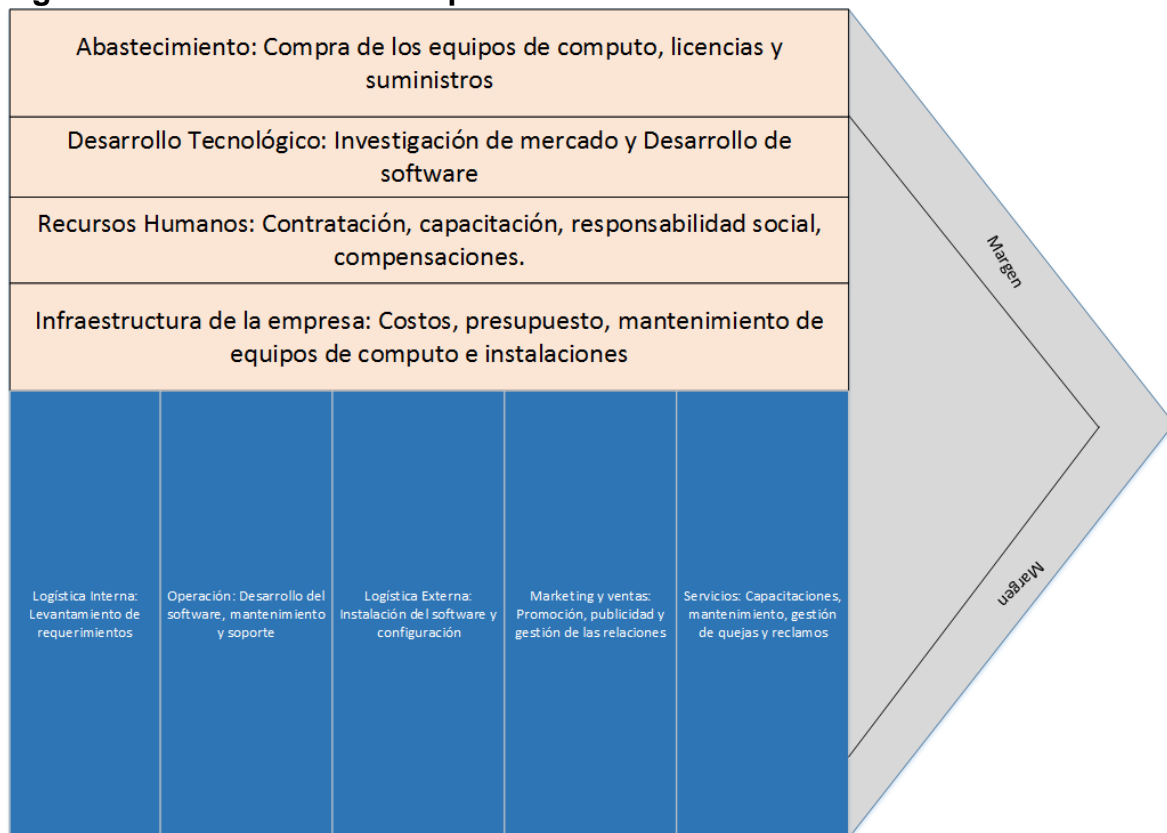 Abastecimiento: Compra de los equipos de computo, licencias y
suministros
Desarrollo Tecnológico: Investigación de mercado y Desarrollo de
software
Recursos Humanos: Contratación, capacitación, responsabilidad social,
compensaciones.
Infraestructura de la empresa: Costos, presupuesto, mantenimiento de
equipos de computo e instalaciones
Logística Interna:
Levantamiento de
requerimientos
Operación: Desarrollo del
software, mantenimiento
y soporte
Logística Externa:
Instalación del software y
configuración
Marketing y ventas:
Promoción, publicidad y
gestión de las relaciones
Servicios: Capacitaciones,
mantenimiento, gestión
de quejas y reclamos
Margen
Margen